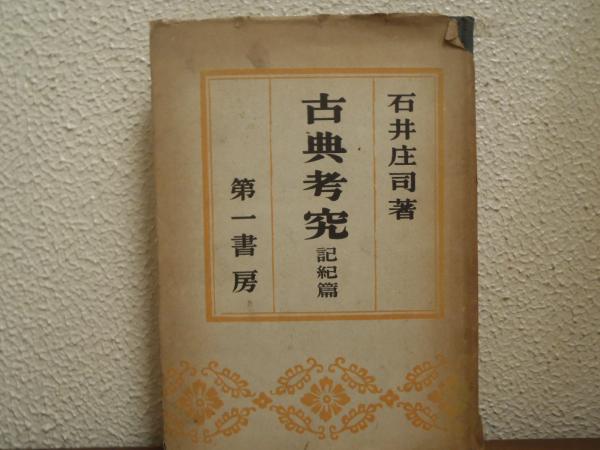 石井庄司著
古典考究 記紀篇
第一書房